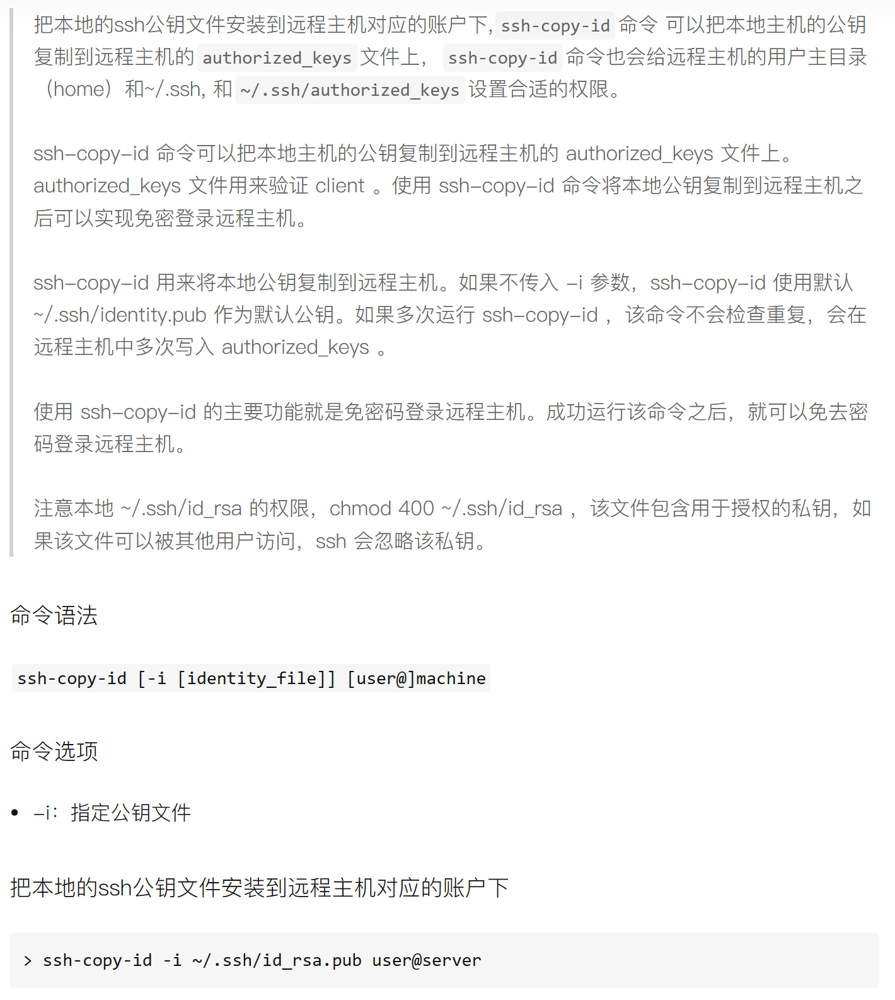 把本地的ssh公钥文件安装到远程主机对应的账户下, ssh-copy-id 命令 可以把本地主机的公钥
复制到远程主机的 authorized_keys 文件上， ssh-copy-id 命令也会给远程主机的用户主目录
（home）和~/.ssh, 和 ~/.ssh/authorized_keys 设置合适的权限。
ssh-copy-id 命令可以把本地主机的公钥复制到远程主机的 authorized_keys 文件上。
authorized_keys 文件用来验证 client 。使用 ssh-copy-id 命令将本地公钥复制到远程主机之
后可以实现免密登录远程主机。
ssh-copy-id 用来将本地公钥复制到远程主机。如果不传入 -i 参数，ssh-copy-id 使用默认
~/.ssh/identity.pub 作为默认公钥。如果多次运行 ssh-copy-id ，该命令不会检查重复，会在
远程主机中多次写入 authorized_keys 。
使用 ssh-copy-id 的主要功能就是免密码登录远程主机。成功运行该命令之后，就可以免去密
码登录远程主机。
注意本地 ~/.ssh/id_rsa 的权限，chmod 400 ~/.ssh/id_rsa ，该文件包含用于授权的私钥，如
果该文件可以被其他用户访问，ssh 会忽略该私钥。
命令语法
ssh-copy-id [-i [identity_file]] [user@]machine
命令选项
• -i：指定公钥文件
把本地的ssh公钥文件安装到远程主机对应的账户下
> ssh-copy-id -i ~/.ssh/id_rsa.pub user@server